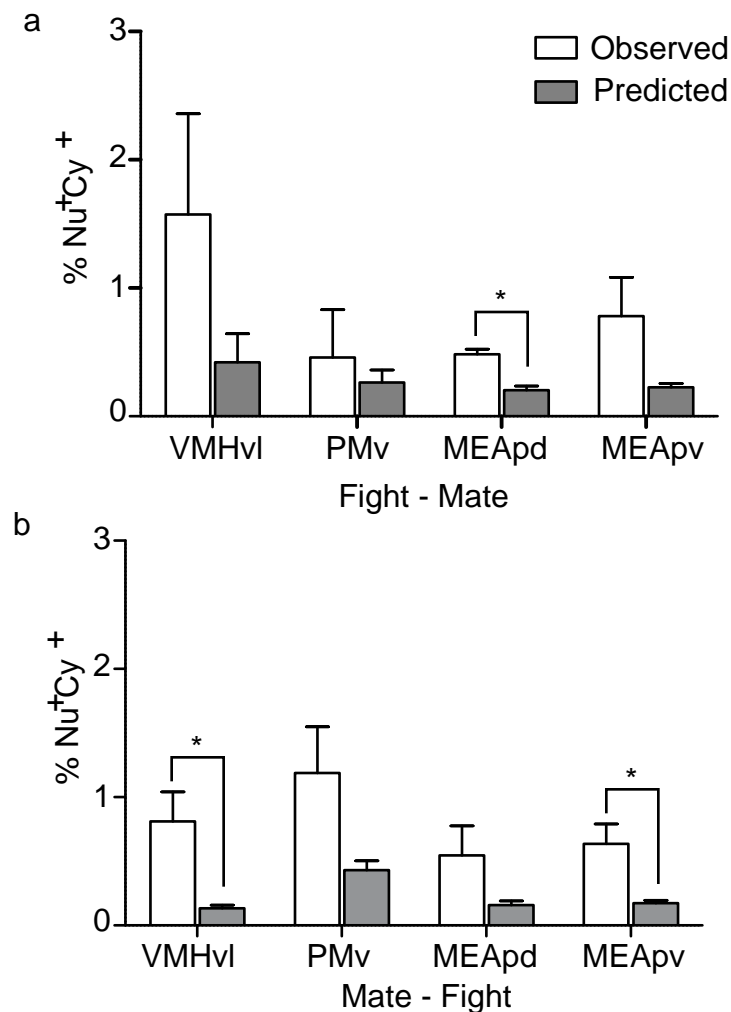 a
3
2
1
0
% Nu+Cy +
Observed
Predicted
*
VMHvl PMv MEApd MEApv
Fight - Mate
b
3
2
1
0
% Nu+Cy +
* *
VMHvl PMv MEApd MEApv
Mate - Fight